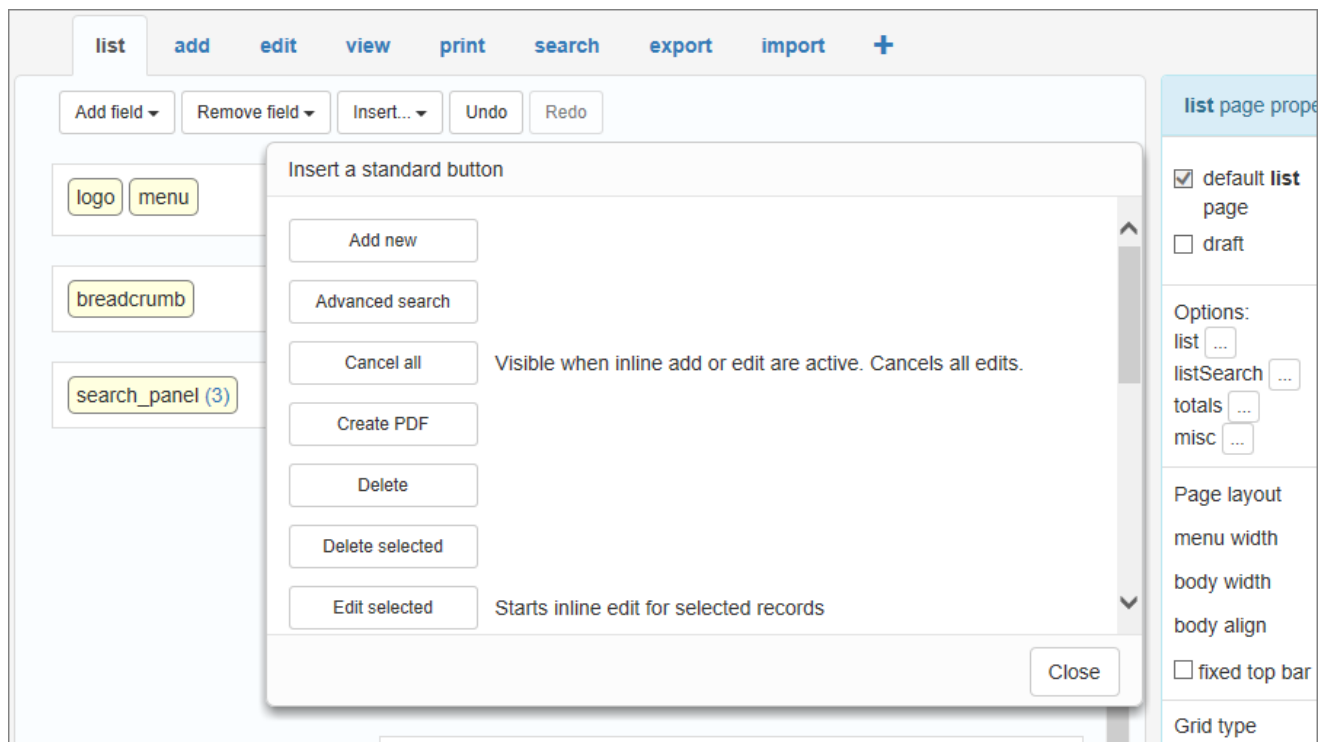 list add edit view print search export import +
Add field Remove field Insert... Undo Redo
logo menu
breadcrumb
search_panel (3)
Insert a standard button
Add new
Advanced search
Cancel all Visible when inline add or edit are active. Cancels all edits.
Create PDF
Delete
Delete selected
Edit selected Starts inline edit for selected records
Close
list page prope
default list
page
draft
Options:
list ...
listSearch ...
totals ...
misc ...
Page layout
menu width
body width
body align
fixed top bar
Grid type